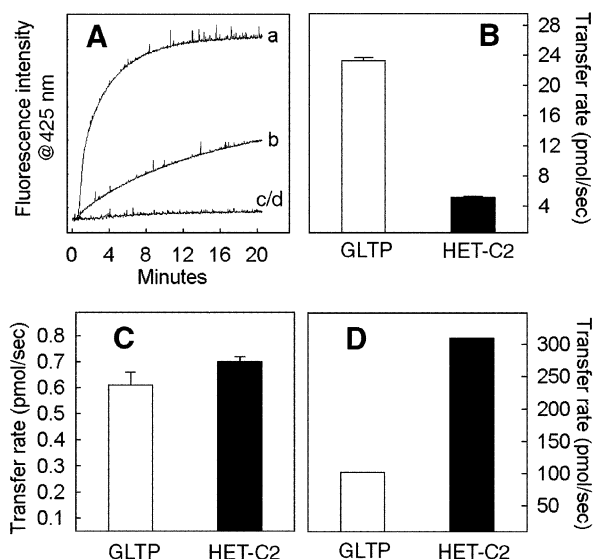 A
Fluorescence intensity
@425 nm
a
b
c/d
0 4 8 12 16 20
Minutes
B
28
24
20
16
12
8
4
Transfer rate (pmol/sec)
GLTP HET-C2
C
Transfer rate (pmol/sec)
0.8
0.7
0.6
0.5
0.4
0.3
0.2
0.1
GLTP HET-C2
D
300
250
200
150
100
50
Transfer rate (pmol/sec)
GLTP HET-C2